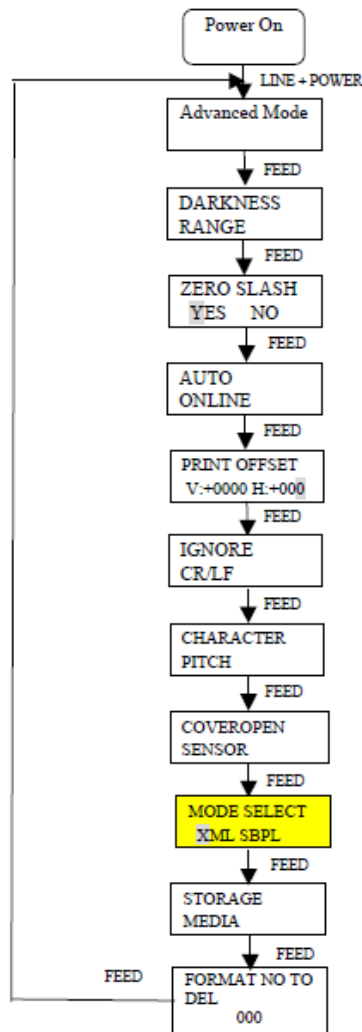 Power On
LINE + POWER
Advanced Mode
FEED
DARKNESS
RANGE
FEED
ZERO SLASH
YES NO
FEED
AUTO
ONLINE
FEED
PRINT OFFSET
V:+0000 H:+000
FEED
IGNORE
CR/LF
FEED
CHARACTER
PITCH
FEED
COVEROPEN
SENSOR
FEED
MODE SELECT
XML SBPL
FEED
STORAGE
MEDIA
FEED
FEED
FORMAT NO TO
DEL
000